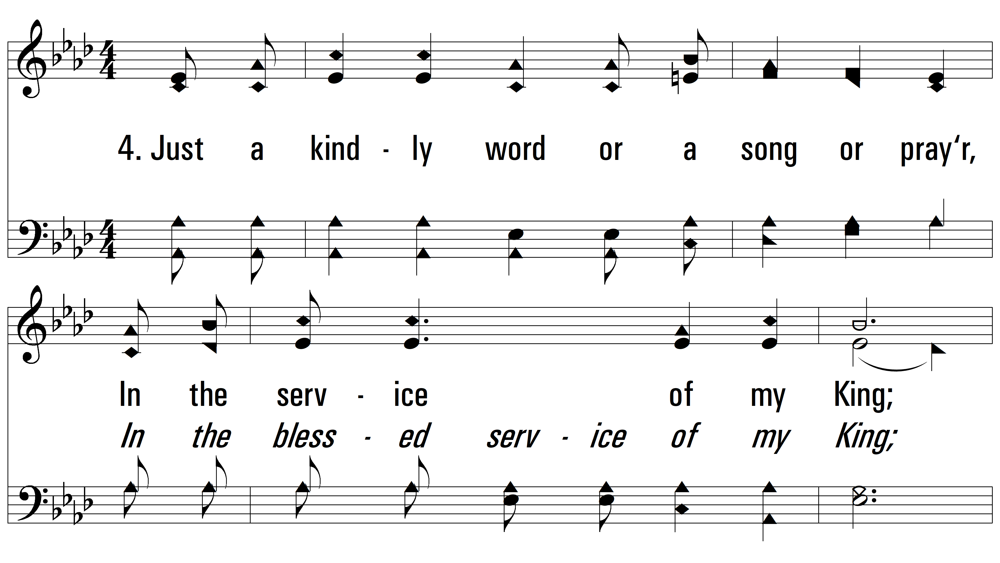 4. Just a kind - ly word or a song or pray‘r,
In the serv - ice of my King;
In the bless - ed serv - ice of my King;